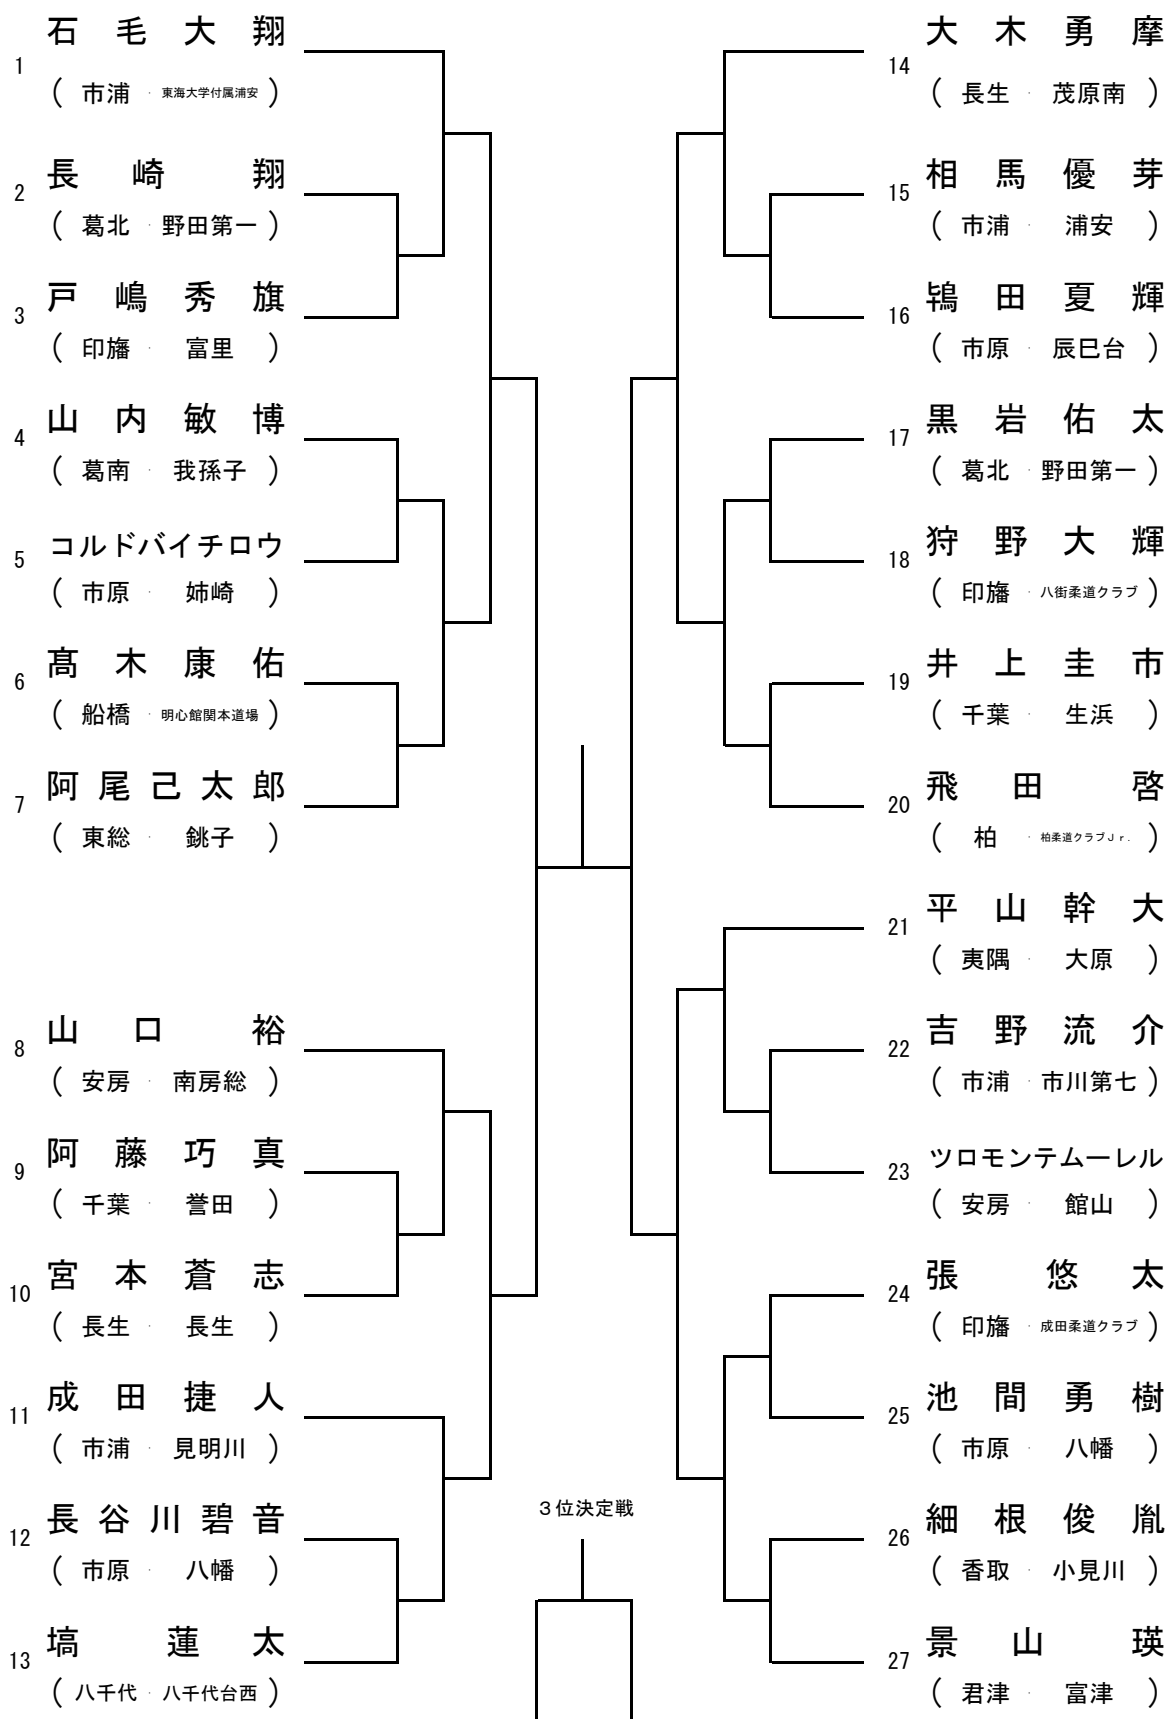 石毛大翔
1
（市浦・東海大学付属浦安）
長崎翔
2
（葛北・野田第一）
戸嶋秀旗
3
（印旛・富里）
山内敏博
4
（葛南・我孫子）
コルドバイチロウ
5
（市原・姉崎）
髙木康佑
6
（船橋・明心館関本道場）
阿尾己太郎
7
（東総・銚子）
山口裕
8
（安房・南房総）
阿藤巧真
9
（千葉・誉田）
宮本蒼志
10
（長生・長生）
成田捷人
11
（市浦・見明川）
長谷川碧音
12
（市原・八幡）
塙蓮太
13
（八千代・八千代台西）
３位決定戦
大木勇摩
14
（長生・茂原南）
相馬優芽
15
（市浦・浦安）
鴇田夏輝
16
（市原・辰巳台）
黒岩佑太
17
（葛北・野田第一）
狩野大輝
18
（印旛・八街柔道クラブ）
井上圭市
19
（千葉・生浜）
飛田啓
20
（柏・柏柔道クラブＪｒ.）
平山幹大
21
（夷隅・大原）
吉野流介
22
（市浦・市川第七）
ツロモンテムーレル
23
（安房・館山）
張悠太
24
（印旛・成田柔道クラブ）
池間勇樹
25
（市原・八幡）
細根俊胤
26
（香取・小見川）
景山瑛
27
（君津・富津）